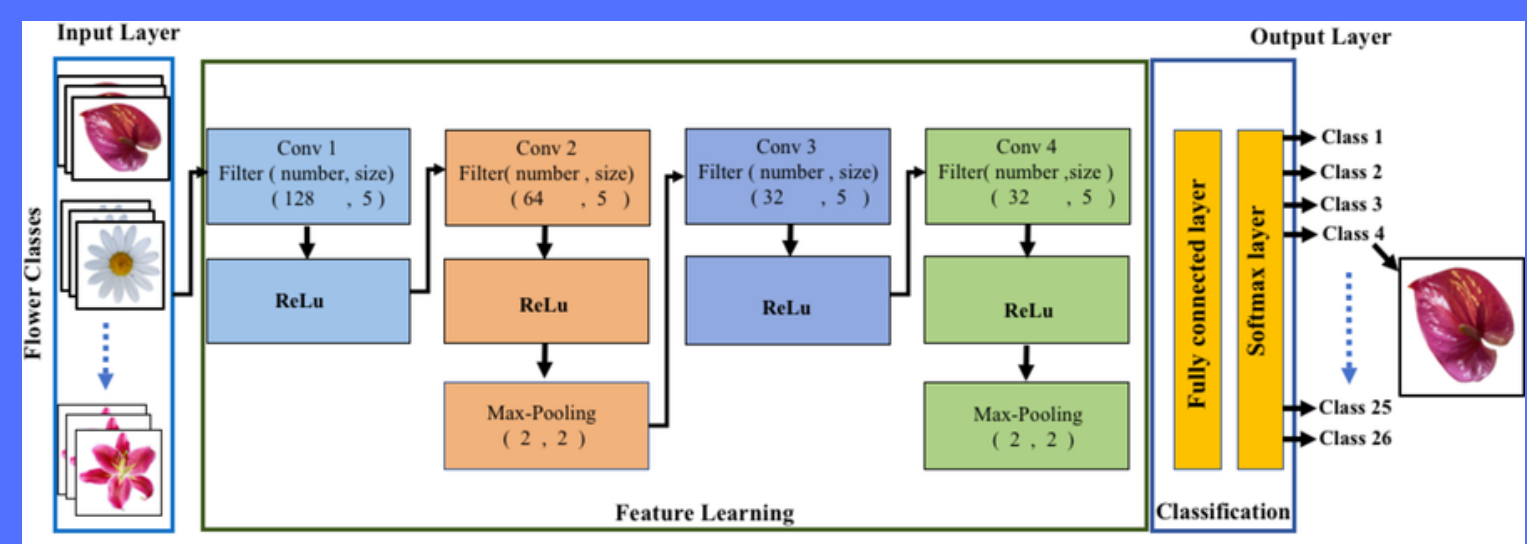 Input Layer
Output Layer
Flower Classes
Conv 1
Filter ( number, size)
( 128 , 5 )
ReLu
Conv 2
Filter( number , size)
( 64 , 5 )
ReLu
Max-Pooling
( 2 , 2 )
Conv 3
Filter ( number , size)
( 32 , 5 )
ReLu
Conv 4
Filter( number ,size )
( 32 , 5 )
ReLu
Max-Pooling
( 2 , 2 )
Feature Learning
Fully connected layer
Softmax layer
Classification
Class 1
Class 2
Class 3
Class 4
Class 25
Class 26